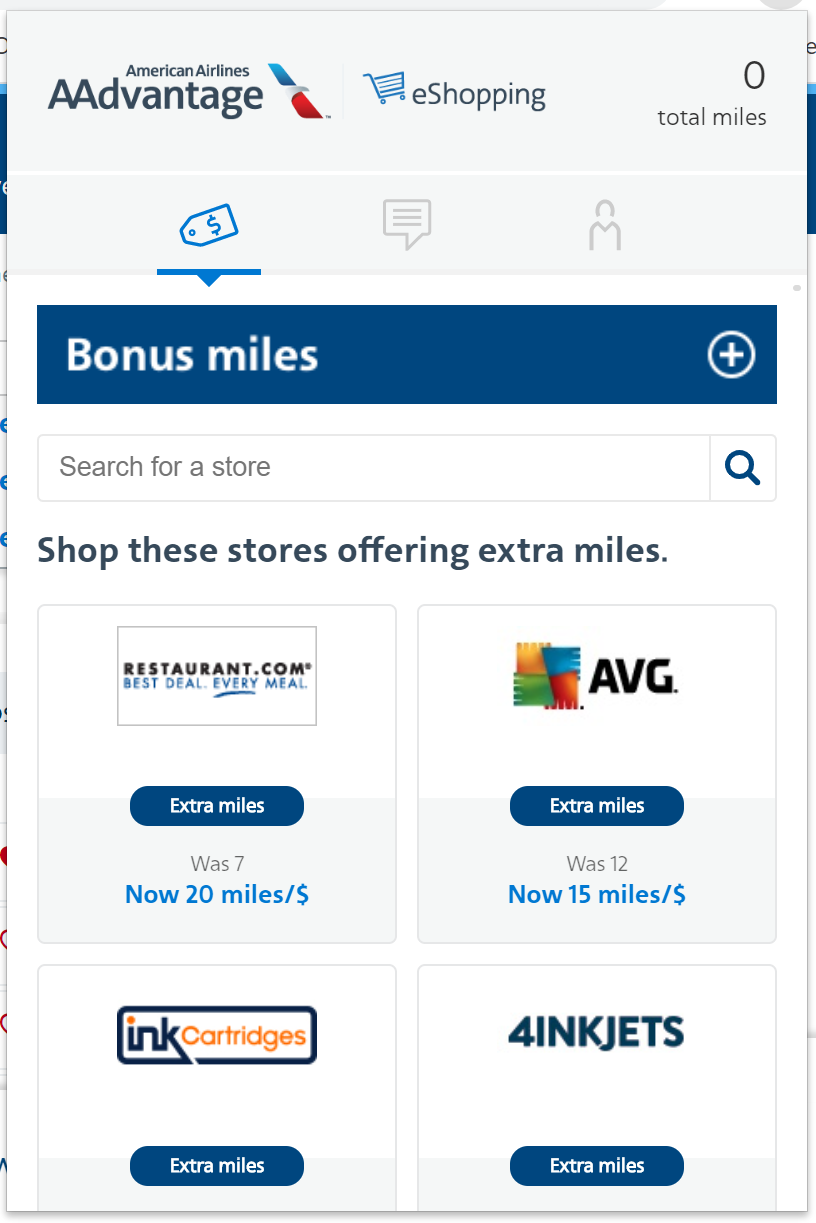 American Airlines
AAdvantage
eShopping
0
total miles
Bonus miles
Search for a store
Shop these stores offering extra miles.
RESTAURANT.COM®
BEST DEAL. EVERY MEAL.
AVG.
Extra miles
Extra miles
Was 7
Was 12
Now 20 miles/$
Now 15 miles/$
inkCartridges
4INKJETS
Extra miles
Extra miles